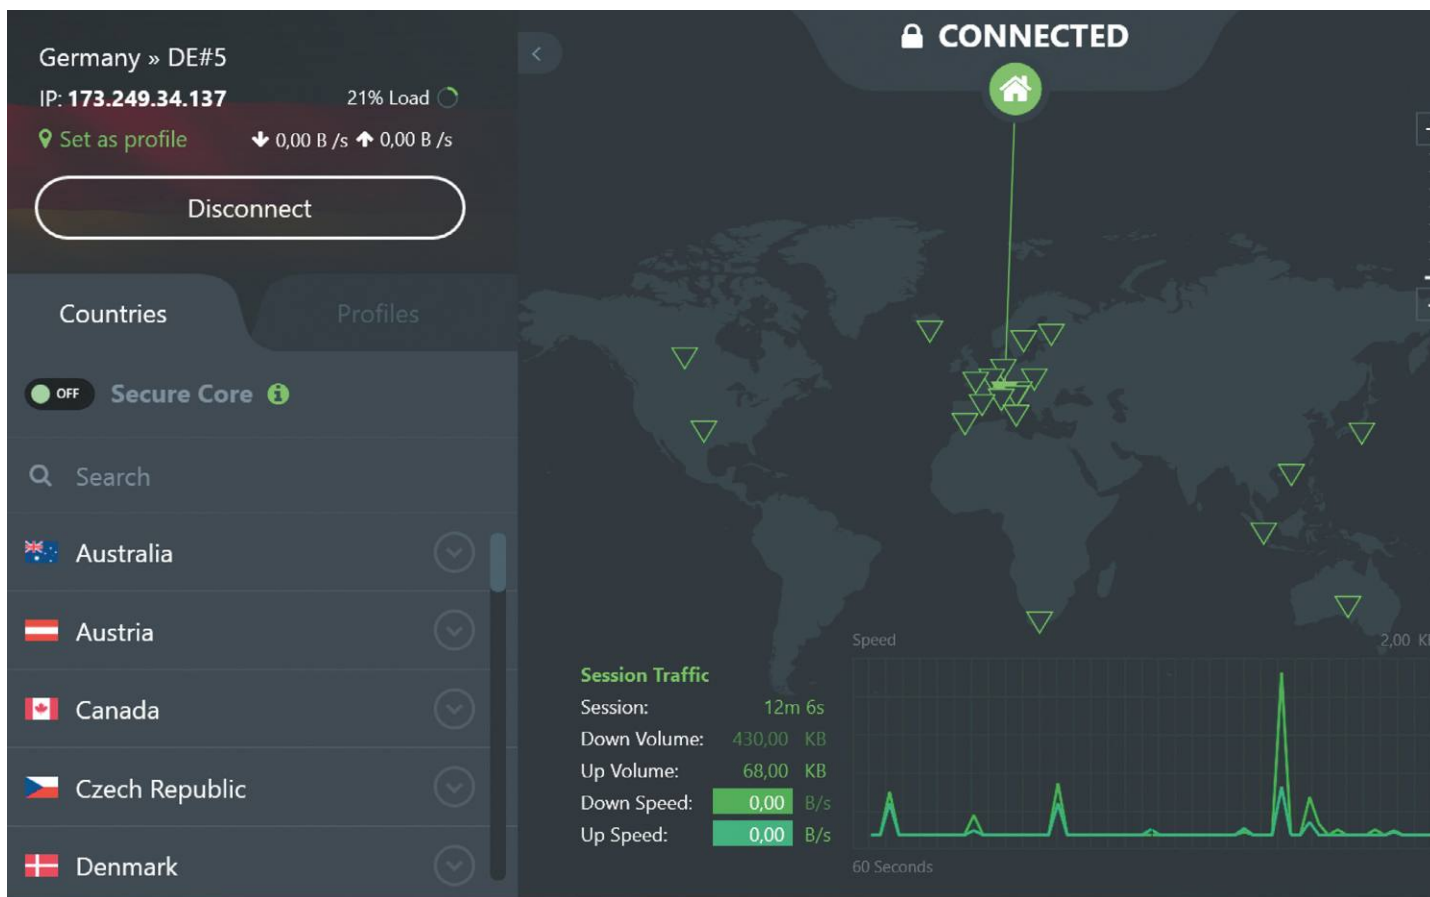 Germany » DE#5
IP: 173.249.34.137 21% Load
Set as profile 0,00 B /s 0,00 B /s
Disconnect
Countries Profiles
OFF Secure Core
Search
Australia
Austria
Canada
Czech Republic
Denmark
CONNECTED
Session Traffic
Session: 12m 6s
Down Volume: 430,00 KB
Up Volume: 68,00 KB
Down Speed: 0,00 B/s
Up Speed: 0,00 B/s
Speed 2,00
60 Seconds